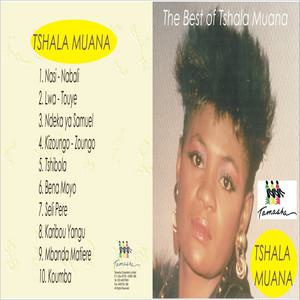 TSHALA MUANA
1. Nasi - Nabali
2. Lwa - Touye
3. Ndeka ya Samuel
4. Kizoungo - Zoungo
5. Tshibola
6. Bena Moyo
7. Seli Pere
8. Karibou Yangu
9. Mbanda Matiere
10. Koumba
Tamasha
The Best of Tshala Muana
Tamasha
TSHALA
MUANA